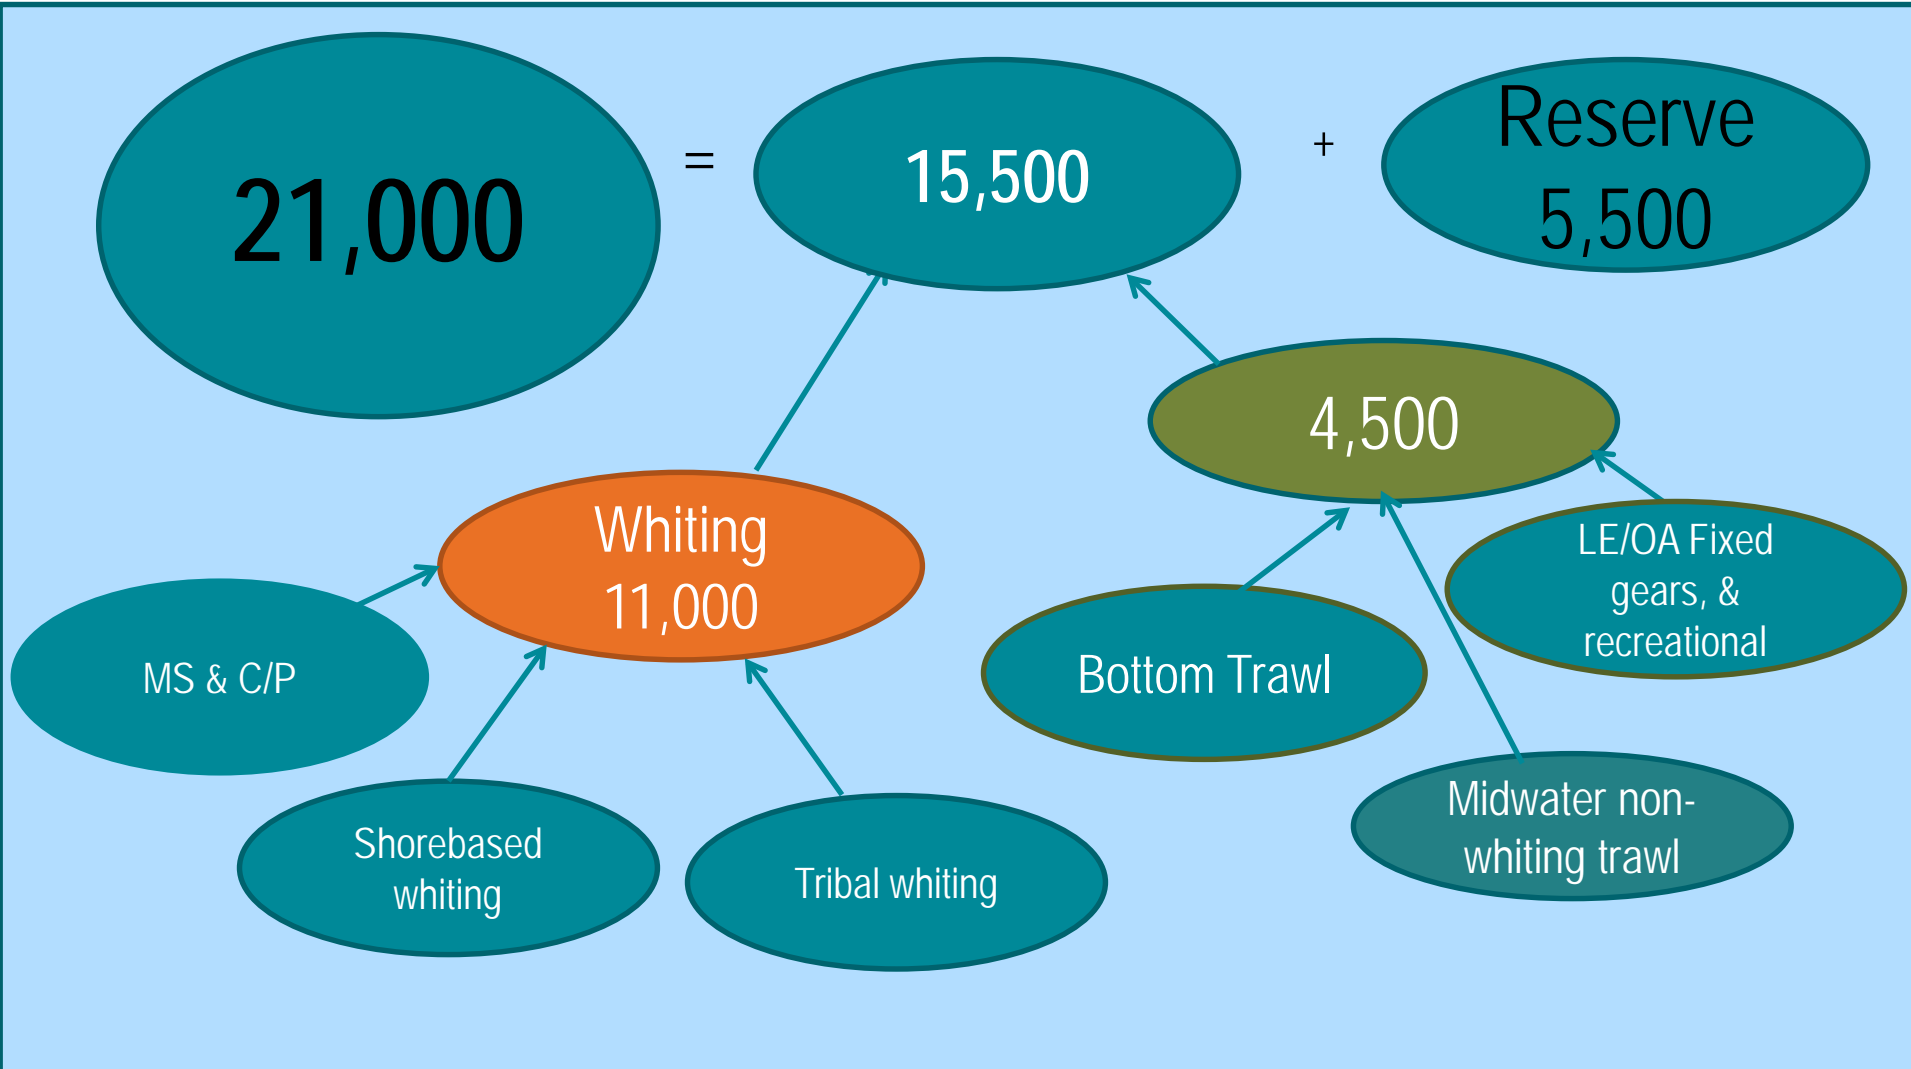 21,000
=
15,500
+
Reserve
5,500
4,500
Whiting
11,000
LE/OA Fixed
gears, &
recreational
MS & C/P
Bottom Trawl
Shorebased
whiting
Tribal whiting
Midwater non-
whiting trawl